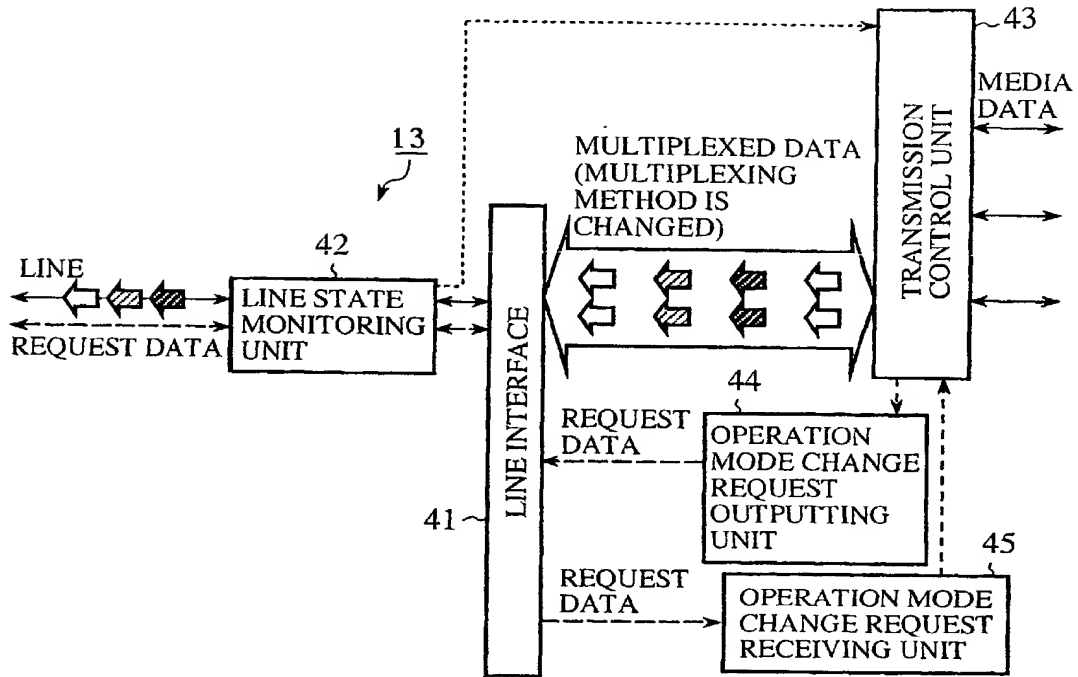 43
MEDIA
DATA
TRANSMISSION
CONTROL UNIT
13
MULTIPLEXED DATA
(MULTIPLEXING
METHOD IS
CHANGED)
42
LINE
LINE STATE
MONITORING
UNIT
REQUEST DATA
LINE INTERFACE
41
44
REQUEST
DATA
OPERATION
MODE CHANGE
REQUEST
OUTPUTTING
UNIT
45
REQUEST
DATA
OPERATION MODE
CHANGE REQUEST
RECEIVING UNIT